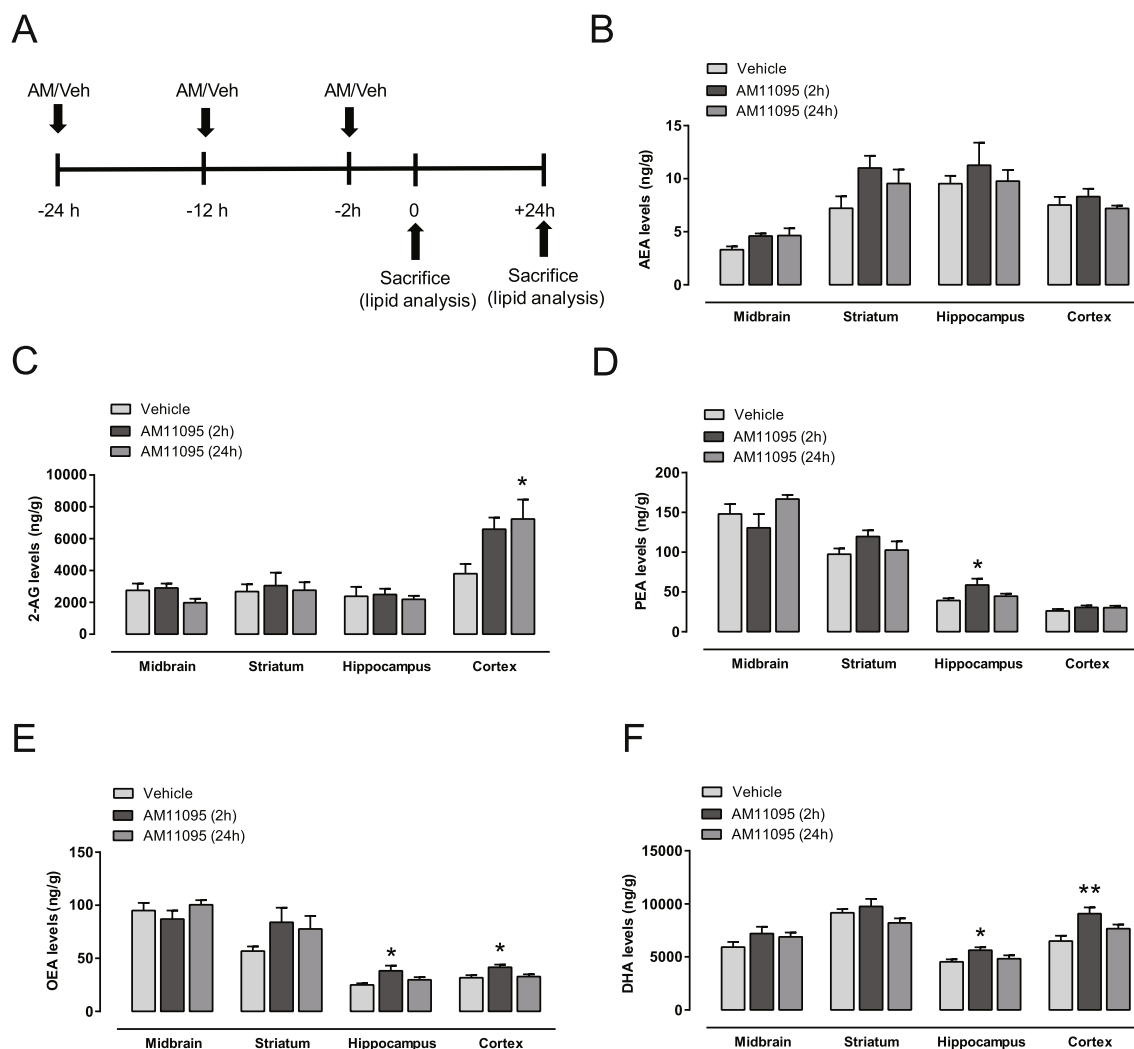 A
AM/Veh AM/Veh AM/Veh
-24 h -12 h -2h 0 +24h
Sacrifice
(lipid analysis)
Sacrifice
(lipid analysis)
B
Vehicle
AM11095 (2h)
AM11095 (24h)
AEA levels (ng/g)
15
10
5
0
Midbrain Striatum Hippocampus Cortex
C
Vehicle
AM11095 (2h)
AM11095 (24h)
2-AG levels (ng/g)
10000
8000
6000
4000
2000
0
*
Midbrain Striatum Hippocampus Cortex
D
Vehicle
AM11095 (2h)
AM11095 (24h)
PEA levels (ng/g)
200
150
100
50
0
*
Midbrain Striatum Hippocampus Cortex
E
Vehicle
AM11095 (2h)
AM11095 (24h)
OEA levels (ng/g)
150
100
50
0
* *
Midbrain Striatum Hippocampus Cortex
F
Vehicle
AM11095 (2h)
AM11095 (24h)
DHA levels (ng/g)
15000
10000
5000
0
* **
Midbrain Striatum Hippocampus Cortex